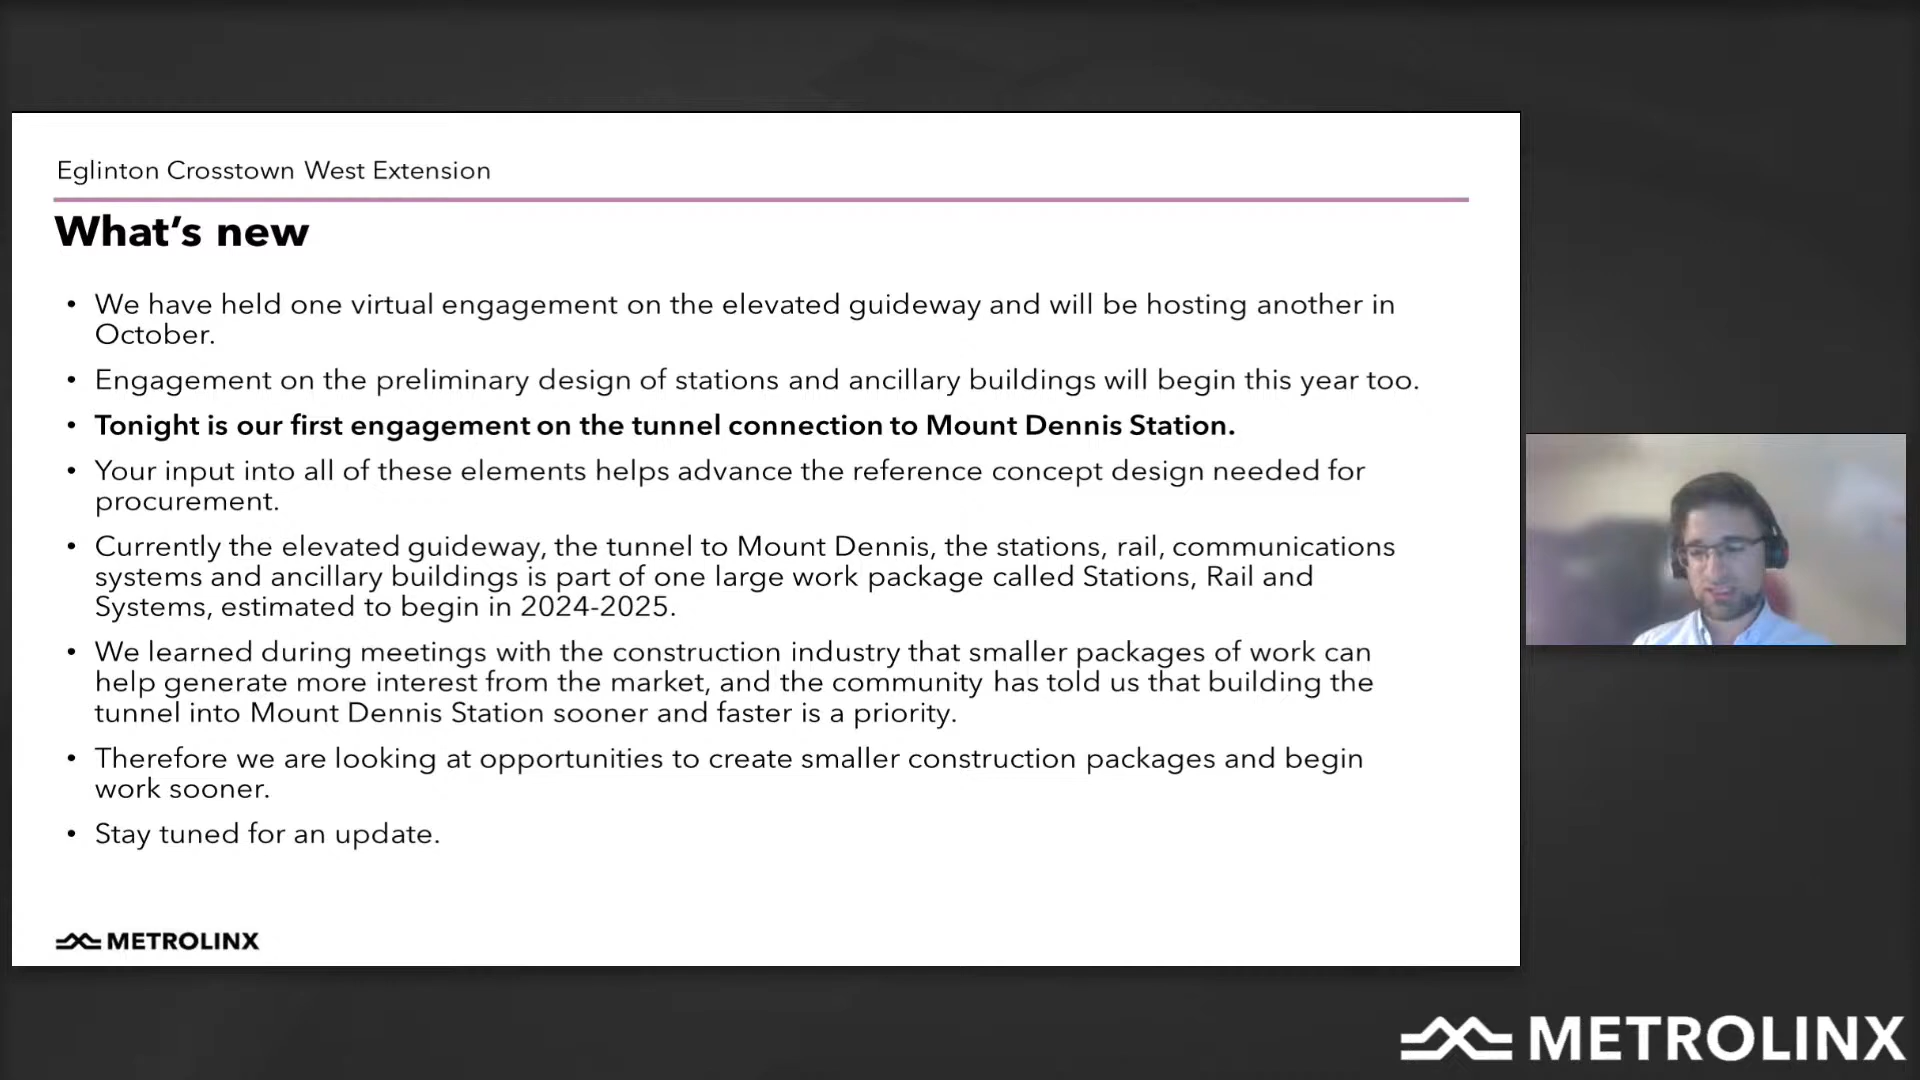 Eglinton Crosstown West Extension
What's new
• We have held one virtual engagement on the elevated guideway and will be hosting another in
October.
• Engagement on the preliminary design of stations and ancillary buildings will begin this year too.
• Tonight is our first engagement on the tunnel connection to Mount Dennis Station.
• Your input into all of these elements helps advance the reference concept design needed for
procurement.
• Currently the elevated guideway, the tunnel to Mount Dennis, the stations, rail, communications
systems and ancillary buildings is part of one large work package called Stations, Rail and
Systems, estimated to begin in 2024-2025.
• We learned during meetings with the construction industry that smaller packages of work can
help generate more interest from the market, and the community has told us that building the
tunnel into Mount Dennis Station sooner and faster is a priority.
• Therefore we are looking at opportunities to create smaller construction packages and begin
work sooner.
• Stay tuned for an update.
METROLINX
METROLINX